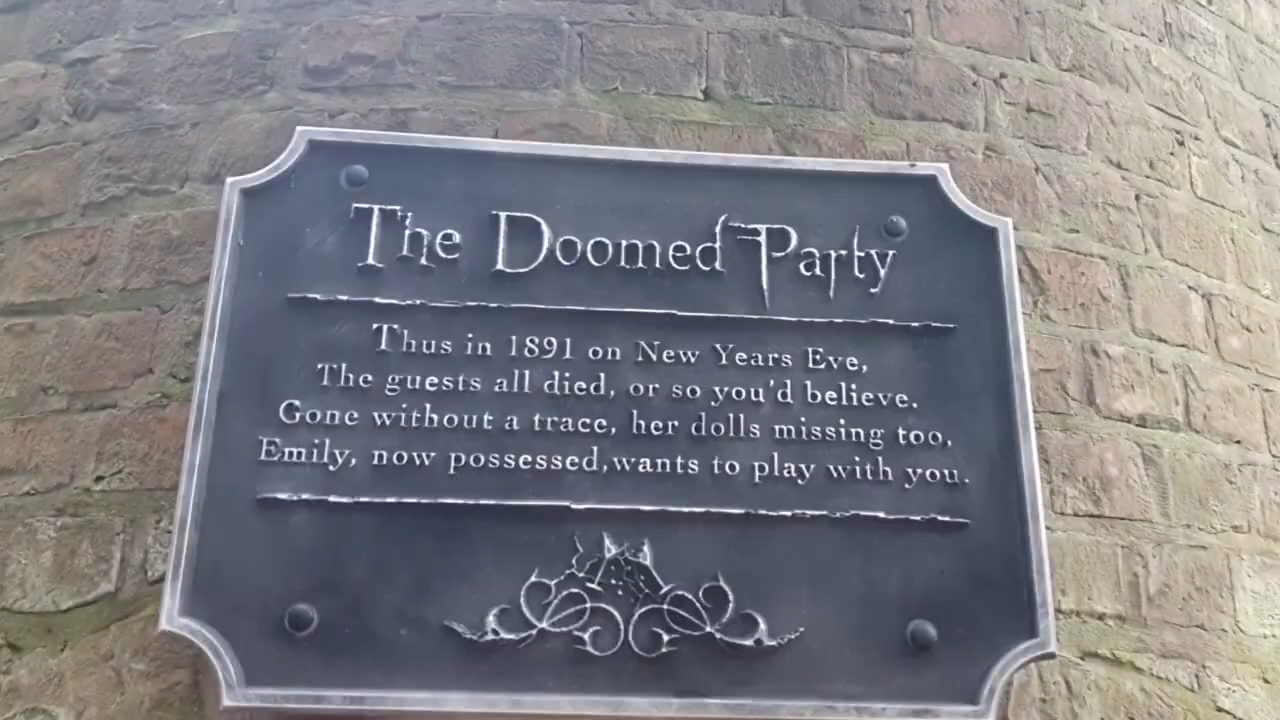 The Doomed Party
Thus in 1891 on New Years Eve,
The guests all died, or so you'd believe.
Gone without a trace, her dolls missing too,
Emily, now possessed,wants to play with you.